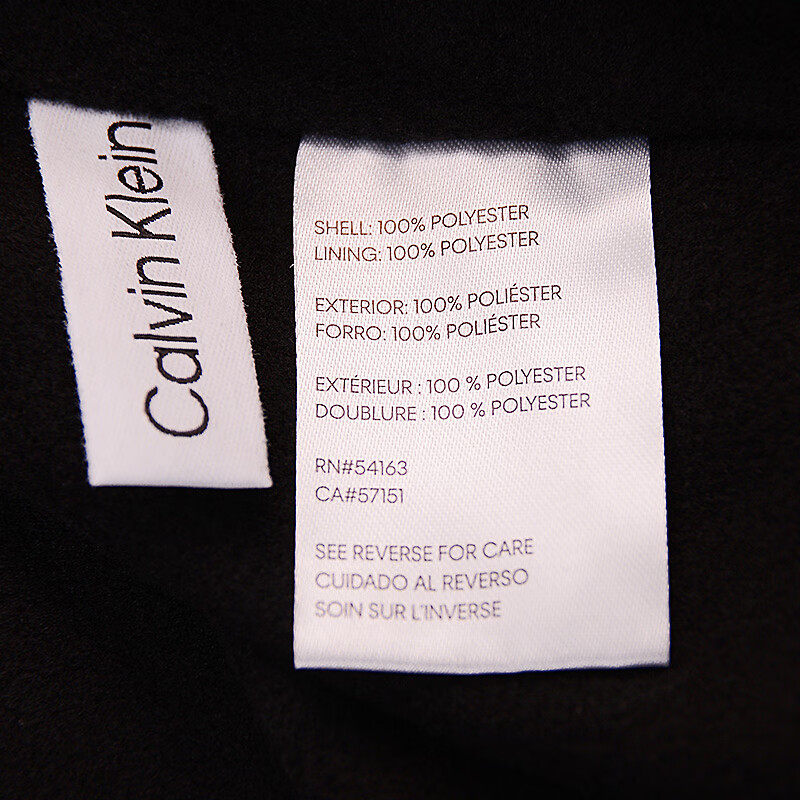 Calvin Klein
SHELL: 100% POLYESTER
LINING: 100% POLYESTER
EXTERIOR: 100% POLIÉSTER
FORRO: 100% POLIÉSTER
EXTÉRIEUR : 100 % POLYESTER
DOUBLURE : 100 % POLYESTER
RN#54163
CA#57151
SEE REVERSE FOR CARE
CUIDADO AL REVERSO
SOIN SUR L'INVERSE